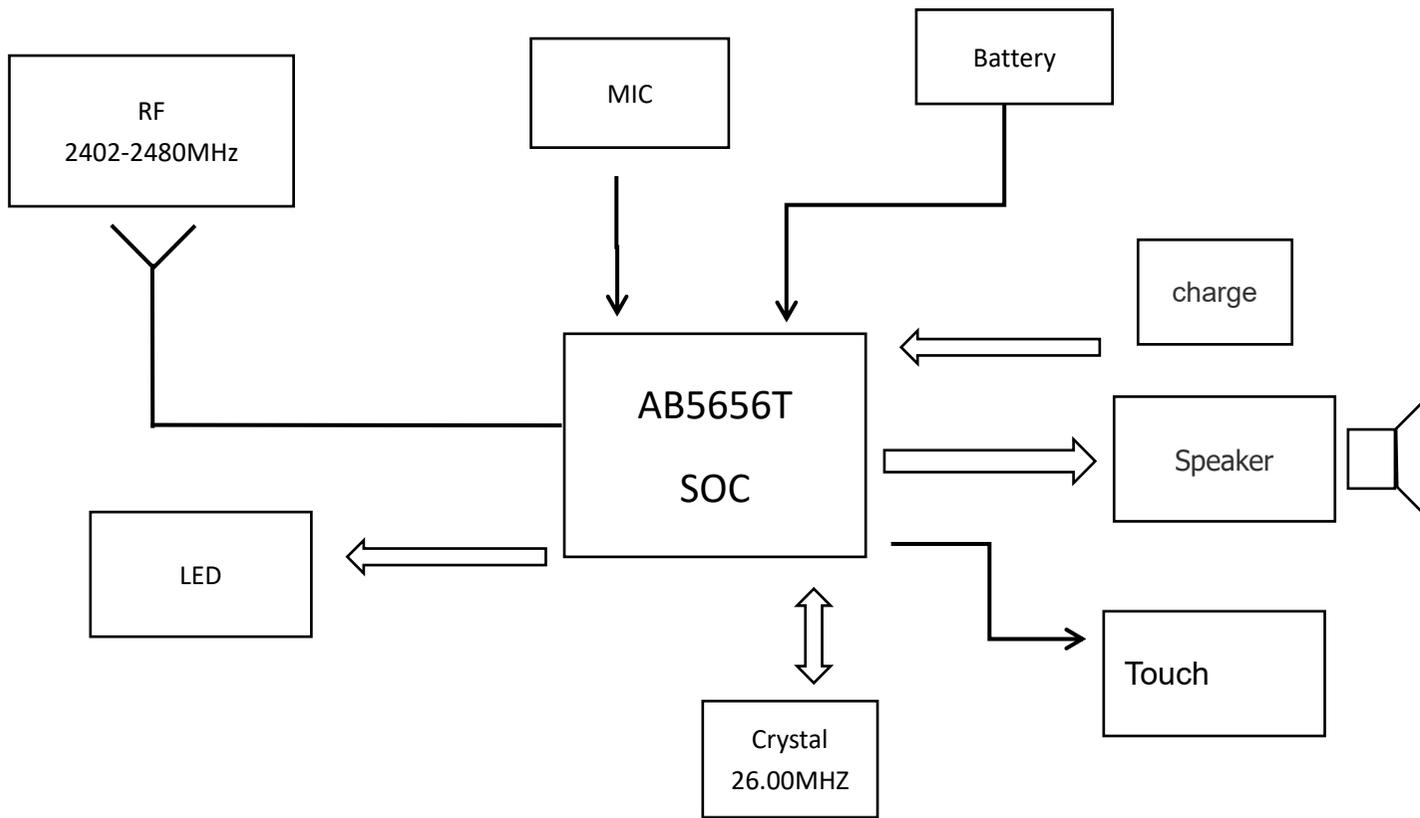 Battery
MIC
RF
2402-2480MHz
charge
AB5656T
SOC
Speaker
LED
Touch
Crystal
26.00MHZ